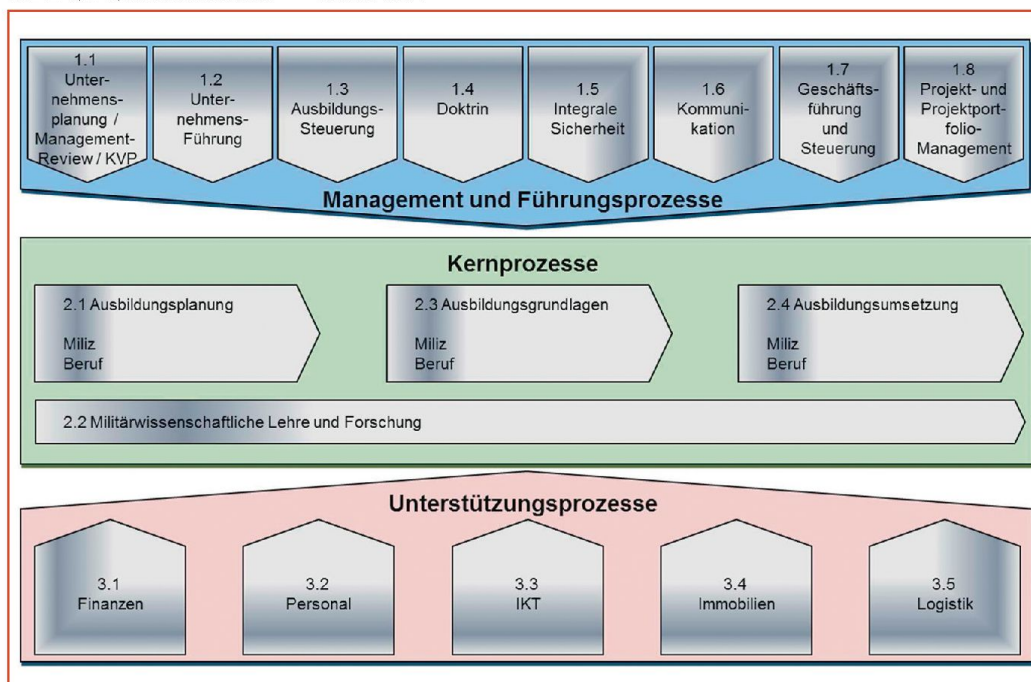 1.1
Unter-
nehmens-
planung /
Management-
Review / KVP
1.2
Unter-
nehmens-
Führung
1.3
Ausbildungs-
Steuerung
1.4
Doktrin
1.5
Integrale
Sicherheit
1.6
Kommuni-
kation
1.7
Geschäfts-
führung
und
Steuerung
1.8
Projekt- und
Projektport-
folio-
Management
Management und Führungsprozesse
Kernprozesse
2.1 Ausbildungsplanung
Miliz
Beruf
2.3 Ausbildungsgrundlagen
Miliz
Beruf
2.4 Ausbildungsumsetzung
Miliz
Beruf
2.2 Militärwissenschaftliche Lehre und Forschung
Unterstützungsprozesse
3.1
Finanzen
3.2
Personal
3.3
IKT
3.4
Immobilien
3.5
Logistik